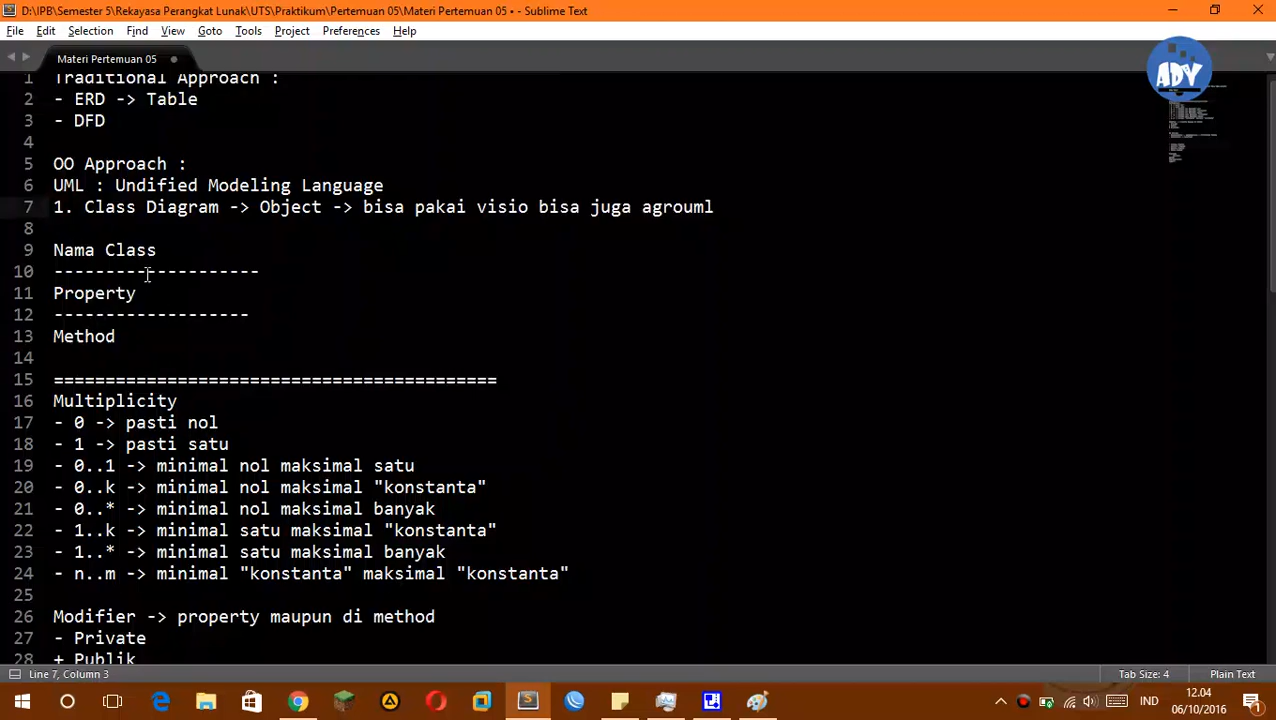 D:\IPB\Semester 5\Rekayasa Perangkat Lunak\UTS\Praktikum\Pertemuan 05\Materi Pertemuan 05 • - Sublime Text
File Edit Selection Find View Goto Tools Project Preferences Help
Materi Pertemuan 05
ADY
1 Traditional Approach :
2 - ERD -> Table
3 - DFD
4
5 OO Approach :
6 UML : Undified Modeling Language
7 1. Class Diagram -> Object -> bisa pakai visio bisa juga agrouml
8
9 Nama Class
10 --------------------
11 Property
12 -------------------
13 Method
14
15 ===========================================
16 Multiplicity
17 - 0 -> pasti nol
18 - 1 -> pasti satu
19 - 0..1 -> minimal nol maksimal satu
20 - 0..k -> minimal nol maksimal "konstanta"
21 - 0..* -> minimal nol maksimal banyak
22 - 1..k -> minimal satu maksimal "konstanta"
23 - 1..* -> minimal satu maksimal banyak
24 - n..m -> minimal "konstanta" maksimal "konstanta"
25
26 Modifier -> property maupun di method
27 - Private
28 + Publik
Line 7, Column 3 Tab Size: 4 Plain Text
IND 12.04
06/10/2016